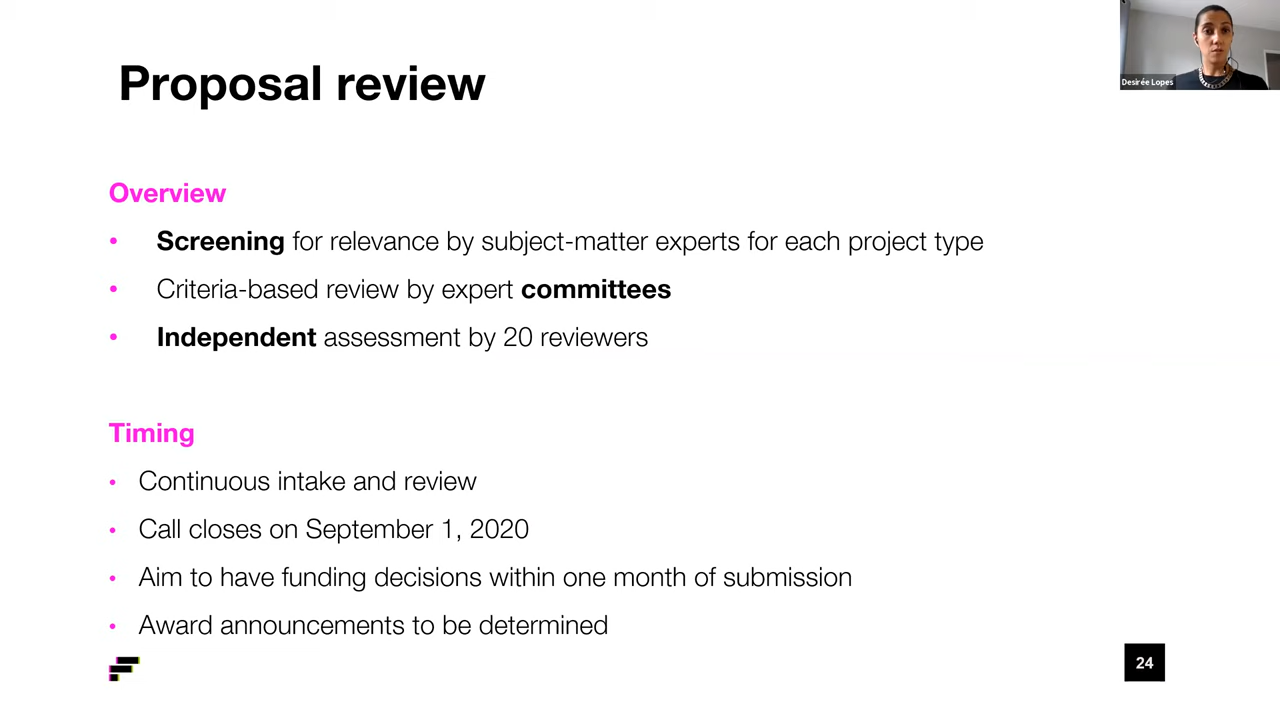 Proposal review
Desirée Lopes
Overview
• Screening for relevance by subject-matter experts for each project type
• Criteria-based review by expert committees
• Independent assessment by 20 reviewers
Timing
• Continuous intake and review
• Call closes on September 1, 2020
• Aim to have funding decisions within one month of submission
• Award announcements to be determined
24